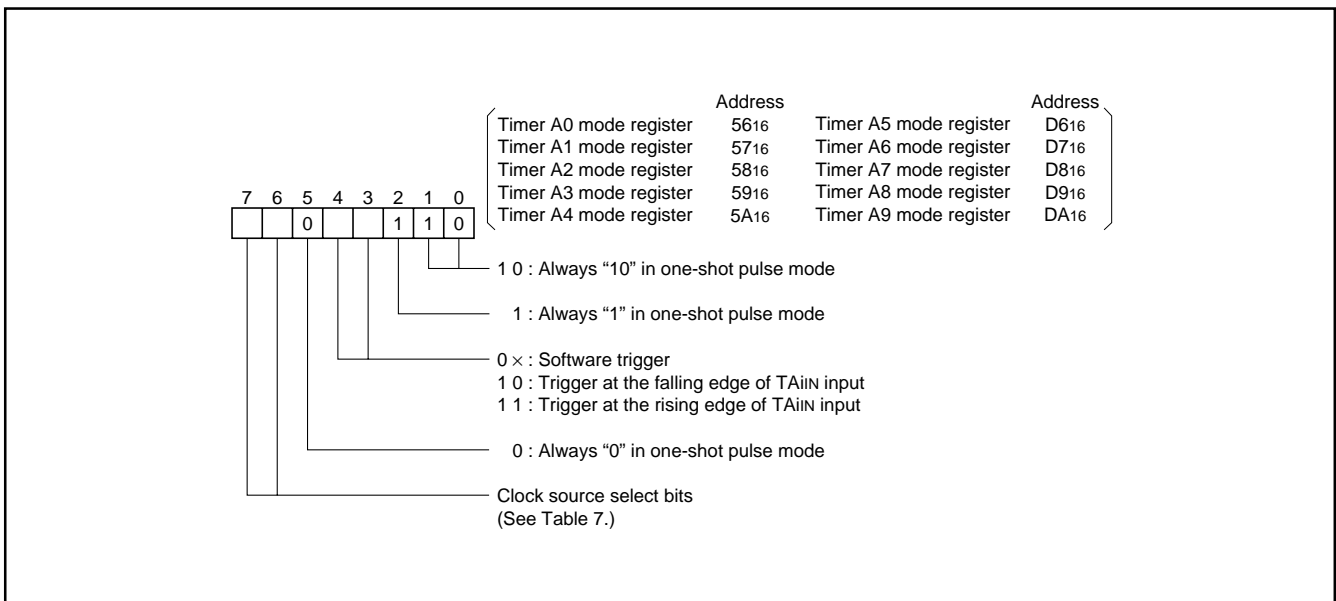 Address Address
Timer A0 mode register 5616 Timer A5 mode register D616
Timer A1 mode register 5716 Timer A6 mode register D716
Timer A2 mode register 5816 Timer A7 mode register D816
Timer A3 mode register 5916 Timer A8 mode register D916
Timer A4 mode register 5A16 Timer A9 mode register DA16
7 6 5 4 3 2 1 0
0 1 1 0
1 0 : Always “10” in one-shot pulse mode
1 : Always “1” in one-shot pulse mode
0 × : Software trigger
1 0 : Trigger at the falling edge of TAiIN input
1 1 : Trigger at the rising edge of TAiIN input
0 : Always “0” in one-shot pulse mode
Clock source select bits
(See Table 7.)